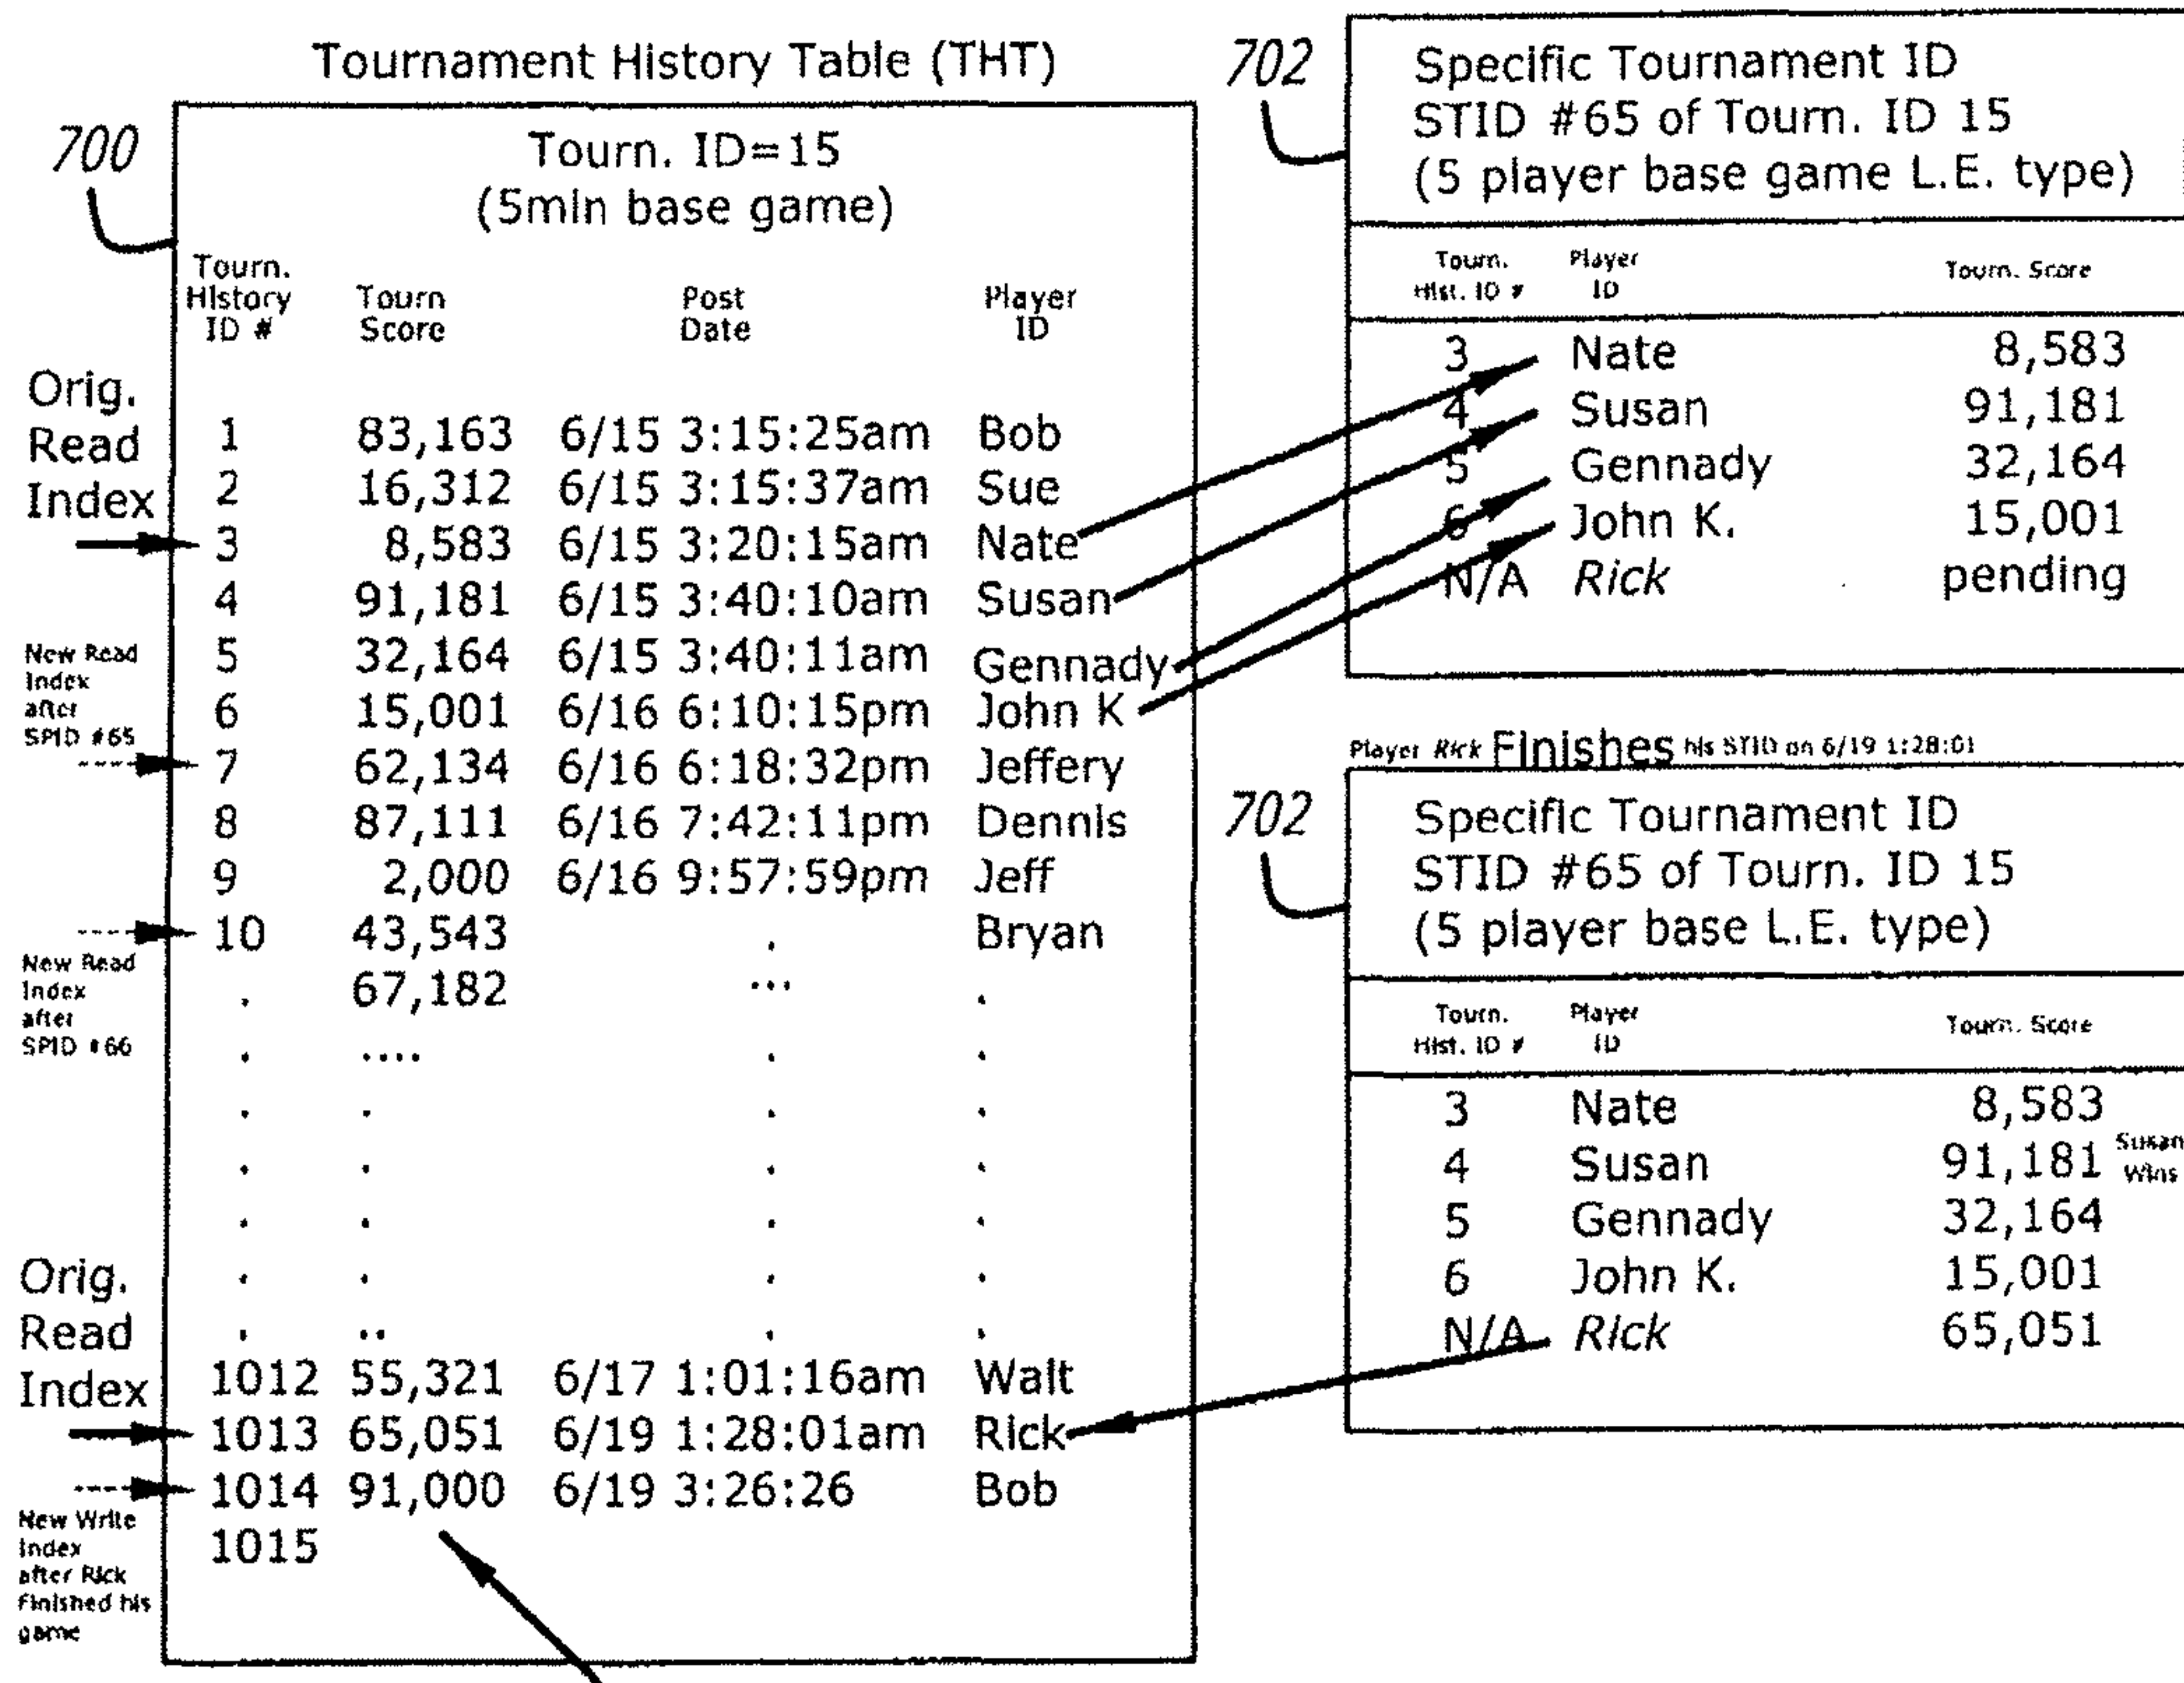 Tournament History Table (THT)
700
Tourn. ID=15
(5min base game)
Tourn.
History
ID #
Tourn
Score
Post
Date
Player
ID
Orig.
Read
Index
1 83,163 6/15 3:15:25am Bob
2 16,312 6/15 3:15:37am Sue
3 8,583 6/15 3:20:15am Nate
4 91,181 6/15 3:40:10am Susan
5 32,164 6/15 3:40:11am Gennady
6 15,001 6/16 6:10:15pm John K
7 62,134 6/16 6:18:32pm Jeffery
8 87,111 6/16 7:42:11pm Dennis
9 2,000 6/16 9:57:59pm Jeff
10 43,543 . Bryan
. 67,182 ... .
. .... . .
. . . .
. . . .
. . . .
. . . .
. .. . .
1012 55,321 6/17 1:01:16am Walt
1013 65,051 6/19 1:28:01am Rick
1014 91,000 6/19 3:26:26 Bob
1015
New Read
Index
after
SPID #65
New Read
Index
after
SPID #66
Orig.
Read
Index
New Write
Index
after Rick
Finished his
game
702
Specific Tournament ID
STID #65 of Tourn. ID 15
(5 player base game L.E. type)
Tourn.
Hist. ID #
Player
ID
Tourn. Score
3 Nate 8,583
4 Susan 91,181
5 Gennady 32,164
6 John K. 15,001
N/A Rick pending
Player Rick Finishes his STID on 6/19 1:28:01
702
Specific Tournament ID
STID #65 of Tourn. ID 15
(5 player base L.E. type)
Tourn.
Hist. ID #
Player
ID
Tourn. Score
3 Nate 8,583
4 Susan 91,181 Susan Wins
5 Gennady 32,164
6 John K. 15,001
N/A Rick 65,051